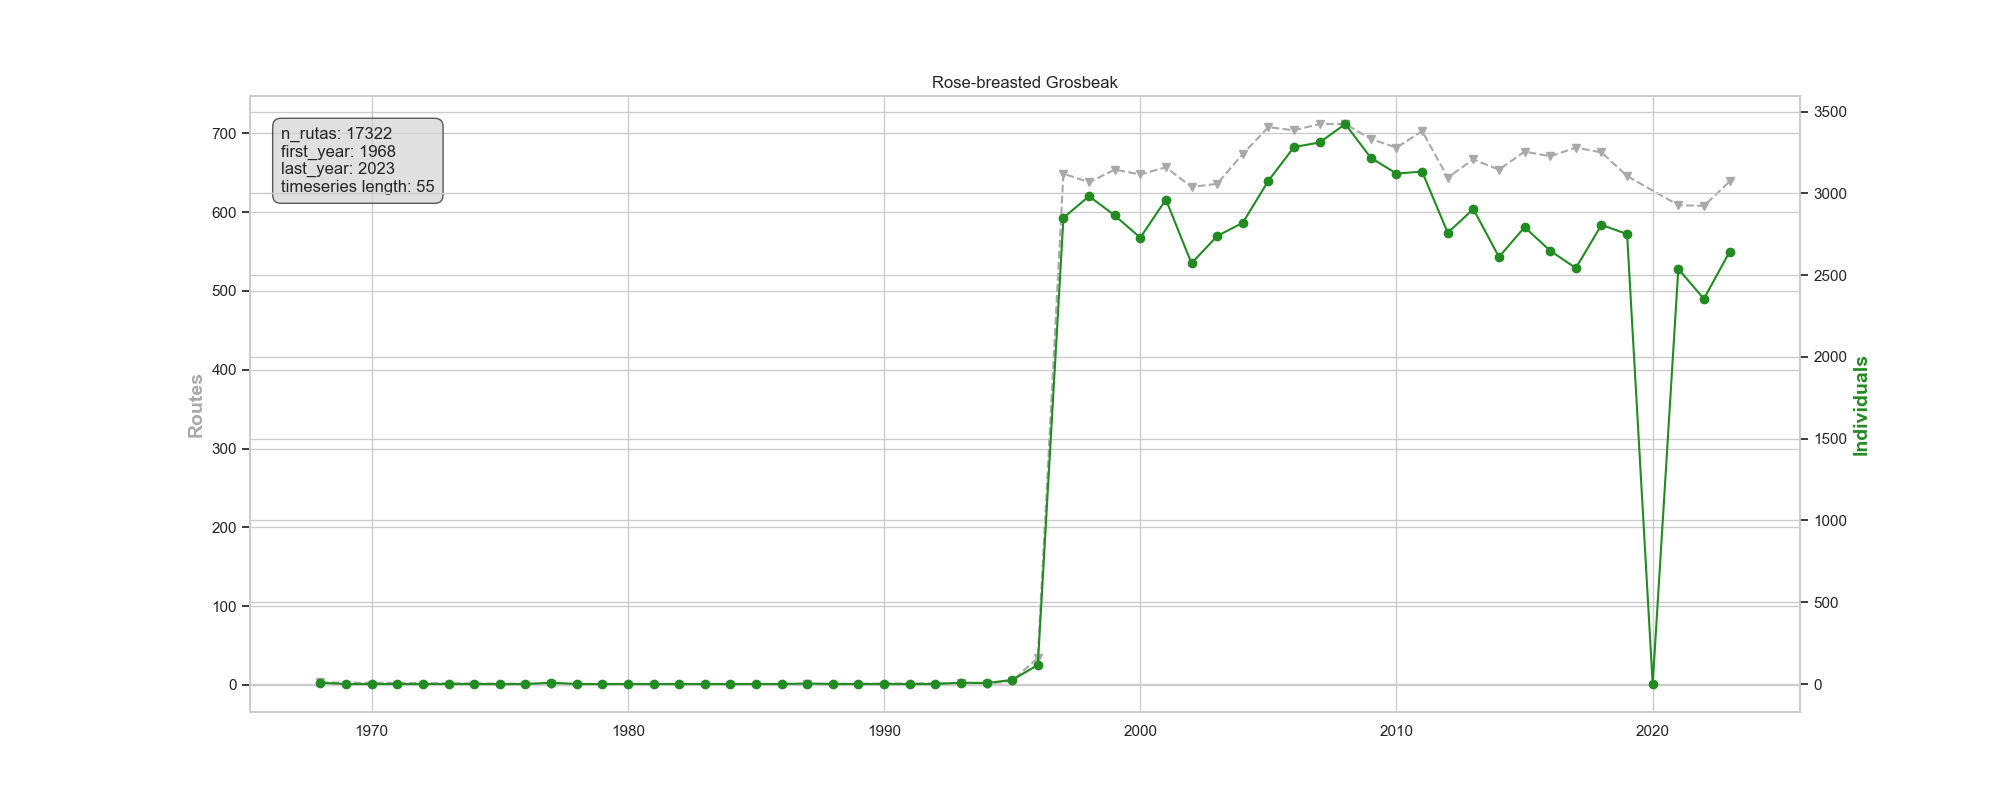 Rose-breasted Grosbeak
n_rutas: 17322
first_year: 1968
last_year: 2023
timeseries length: 55
Routes
700
600
500
400
300
200
100
0
3500
3000
2500
2000
1500
1000
500
0
Individuals
1970 1980 1990 2000 2010 2020